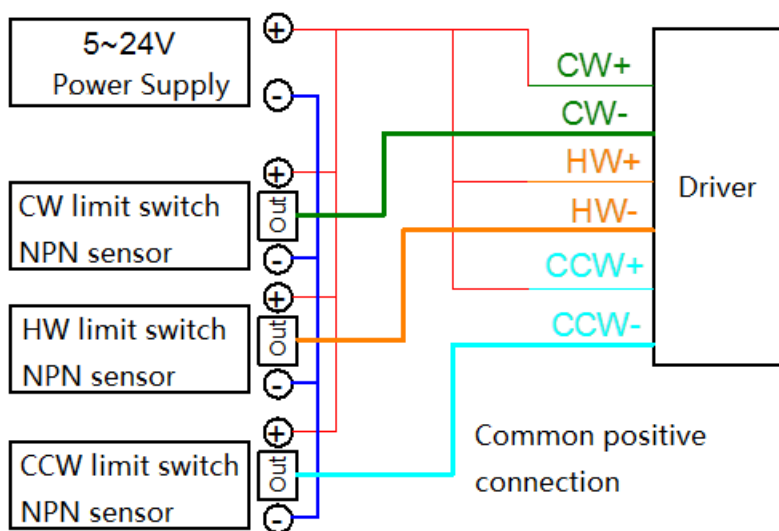 5~24V
Power Supply
+
-
CW limit switch
NPN sensor
+
Out
-
HW limit switch
NPN sensor
+
Out
-
CCW limit switch
NPN sensor
+
Out
-
CW+
CW-
HW+
HW-
CCW+
CCW-
Driver
Common positive
connection